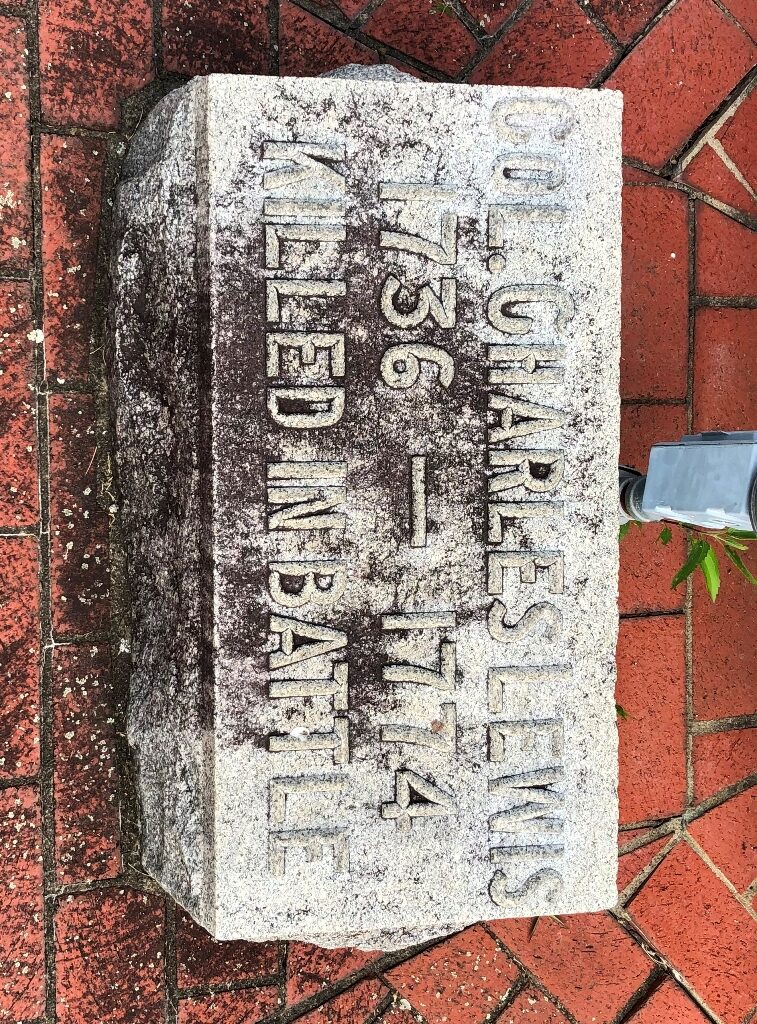 COL. CHARLES LEWIS
1736 — 1774
KILLED IN BATTLE